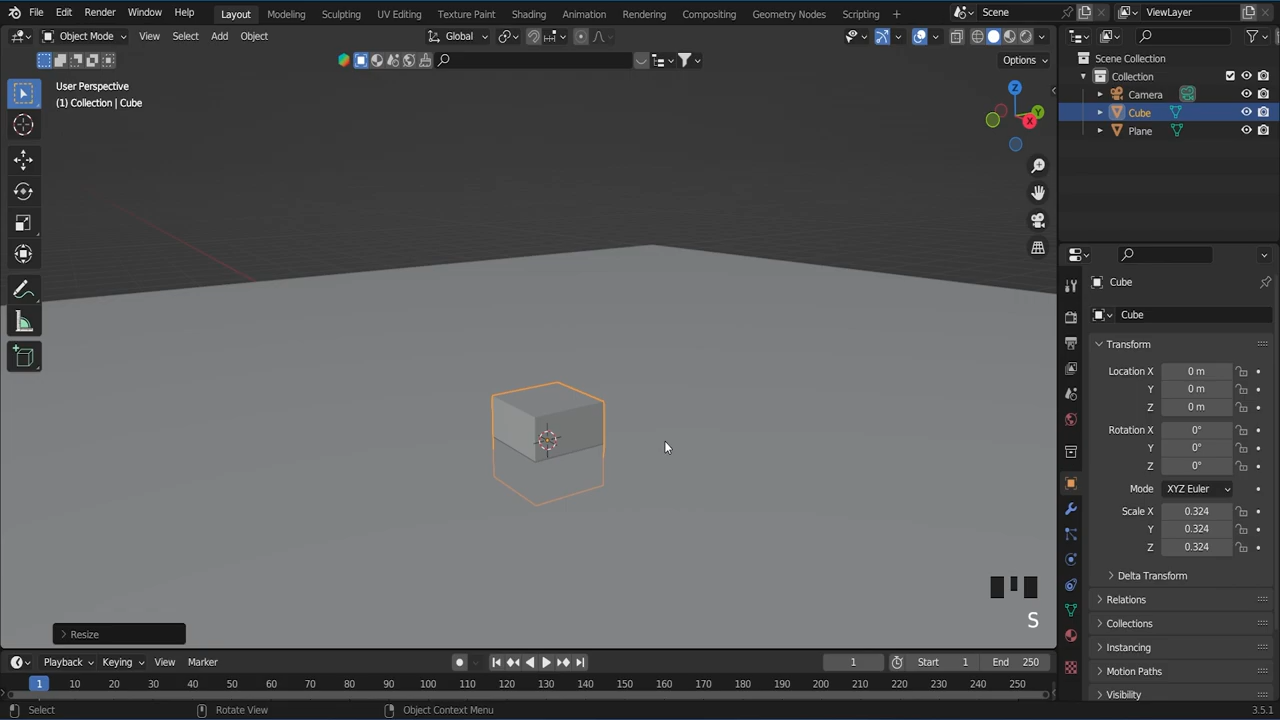 File Edit Render Window Help Layout Modeling Sculpting UV Editing Texture Paint Shading Animation Rendering Compositing Geometry Nodes Scripting + Scene ViewLayer
Object Mode View Select Add Object Global
Options
User Perspective
(1) Collection | Cube
Z
Y
X
Scene Collection
Collection
Camera
Cube
Plane
Cube
Cube
Transform
Location X 0 m
Y 0 m
Z 0 m
Rotation X 0°
Y 0°
Z 0°
Mode XYZ Euler
Scale X 0.324
Y 0.324
Z 0.324
Delta Transform
Relations
Collections
Instancing
Motion Paths
Visibility
S
Resize
Playback Keying View Marker 1 Start 1 End 250
1 10 20 30 40 50 60 70 80 90 100 110 120 130 140 150 160 170 180 190 200 210 220 230 240 250
Select Rotate View Object Context Menu 3.5.1